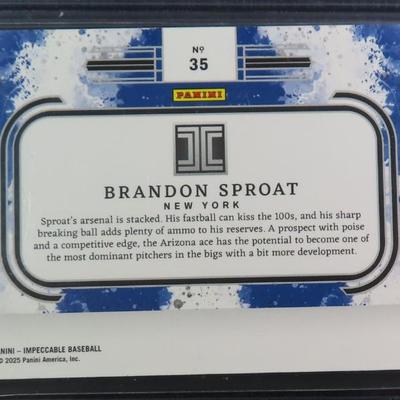 Nº
35
PANINI
BRANDON SPROAT
NEW YORK
Sproat's arsenal is stacked. His fastball can kiss the 100s, and his sharp
breaking ball adds plenty of ammo to his reserves. A prospect with poise
and a competitive edge, the Arizona ace has the potential to become one of
the most dominant pitchers in the bigs with a bit more development.
NINI – IMPECCABLE BASEBALL
© 2025 Panini America, Inc.